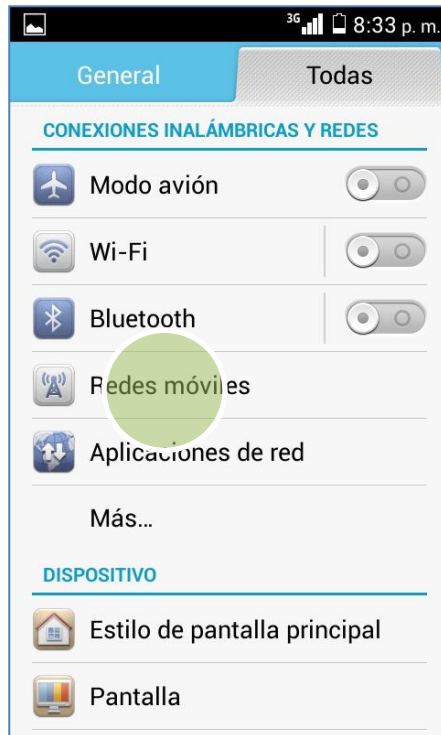 3G 8:33 p. m.
General Todas
CONEXIONES INALÁMBRICAS Y REDES
Modo avión
Wi-Fi
Bluetooth
Redes móviles
Aplicaciones de red
Más...
DISPOSITIVO
Estilo de pantalla principal
Pantalla